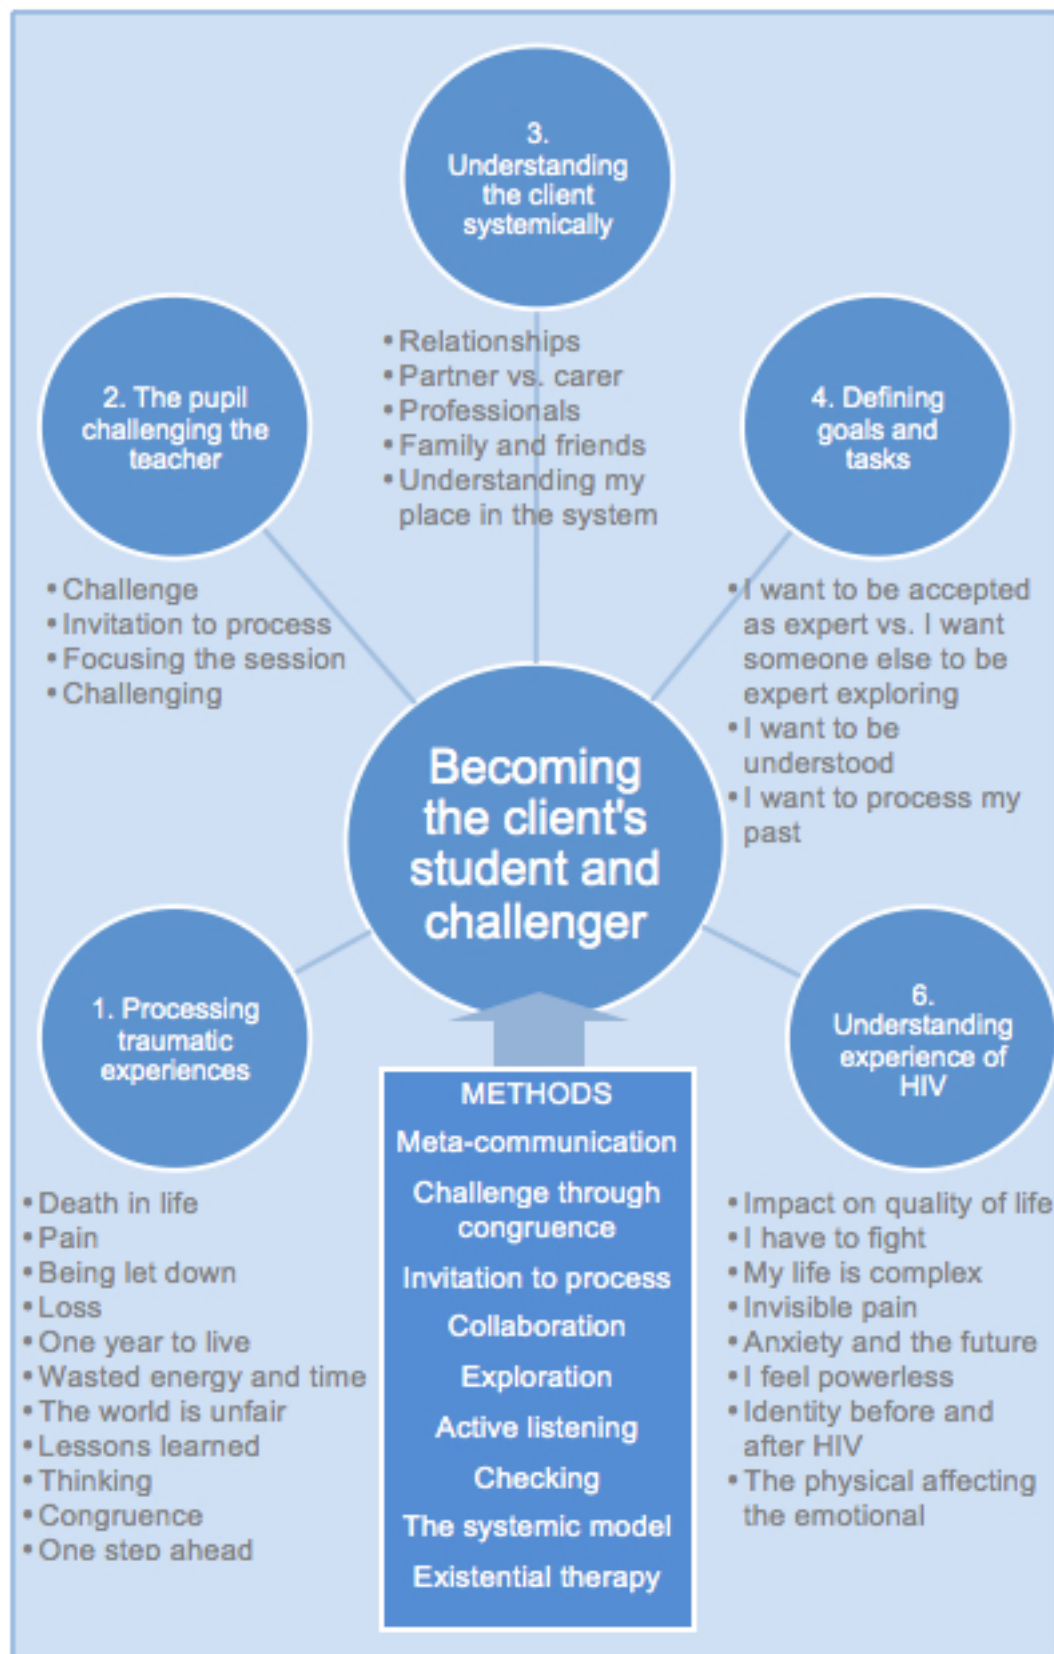 3.
Understanding
the client
systemically
2. The pupil
challenging the
teacher
4. Defining
goals and
tasks
• Relationships
• Partner vs. carer
• Professionals
• Family and friends
• Understanding my
place in the system
• Challenge
• Invitation to process
• Focusing the session
• Challenging
• I want to be accepted
as expert vs. I want
someone else to be
expert exploring
• I want to be
understood
• I want to process my
past
Becoming
the client's
student and
challenger
1. Processing
traumatic
experiences
6.
Understanding
experience of
HIV
METHODS
Meta-communication
Challenge through
congruence
Invitation to process
Collaboration
Exploration
Active listening
Checking
The systemic model
Existential therapy
• Death in life
• Pain
• Being let down
• Loss
• One year to live
• Wasted energy and time
• The world is unfair
• Lessons learned
• Thinking
• Congruence
• One step ahead
• Impact on quality of life
• I have to fight
• My life is complex
• Invisible pain
• Anxiety and the future
• I feel powerless
• Identity before and
after HIV
• The physical affecting
the emotional